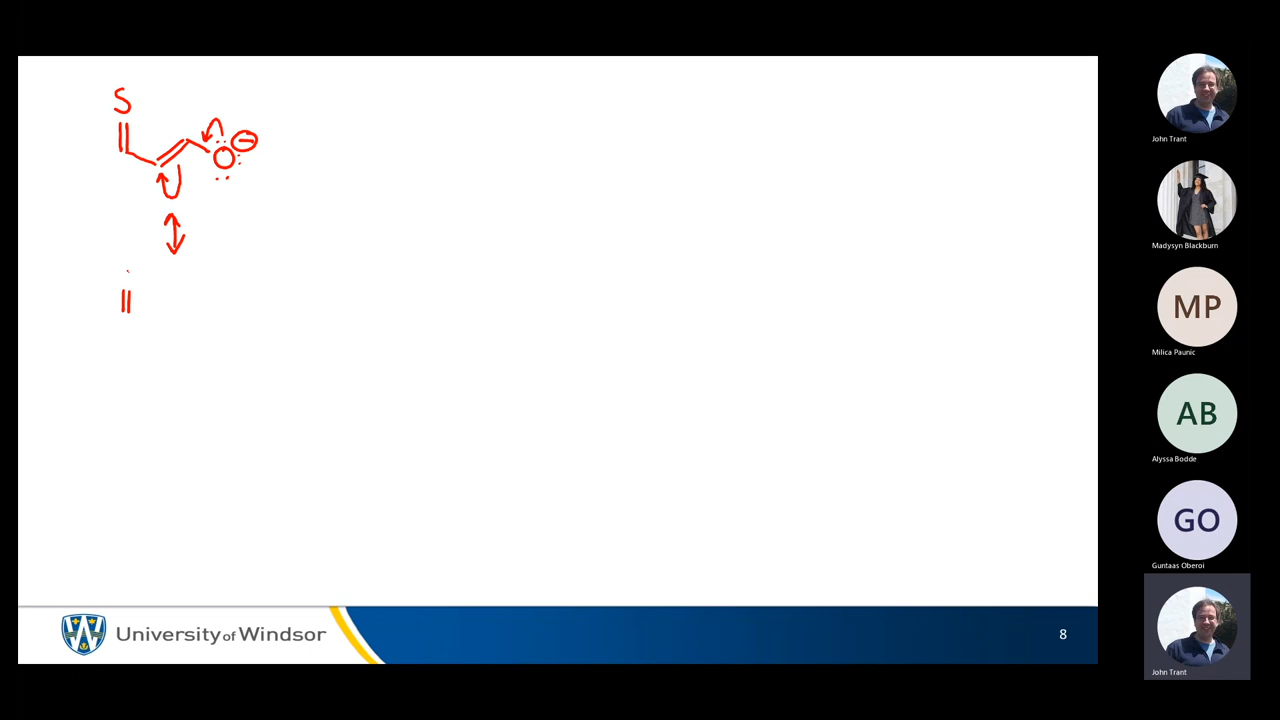 S
O
⊖
University of Windsor
8
John Trant
Madysyn Blackburn
MP
Milica Paunic
AB
Alyssa Bodde
GO
Guntaas Oberoi
John Trant